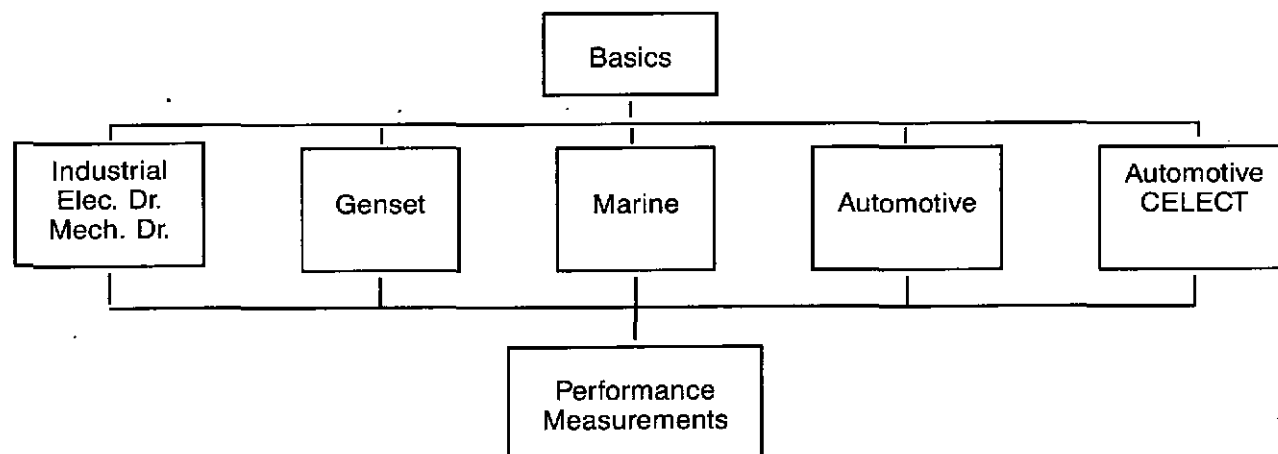 Basics
Industrial
Elec. Dr.
Mech. Dr.
Genset
Marine
Automotive
Automotive
CELECT
Performance
Measurements